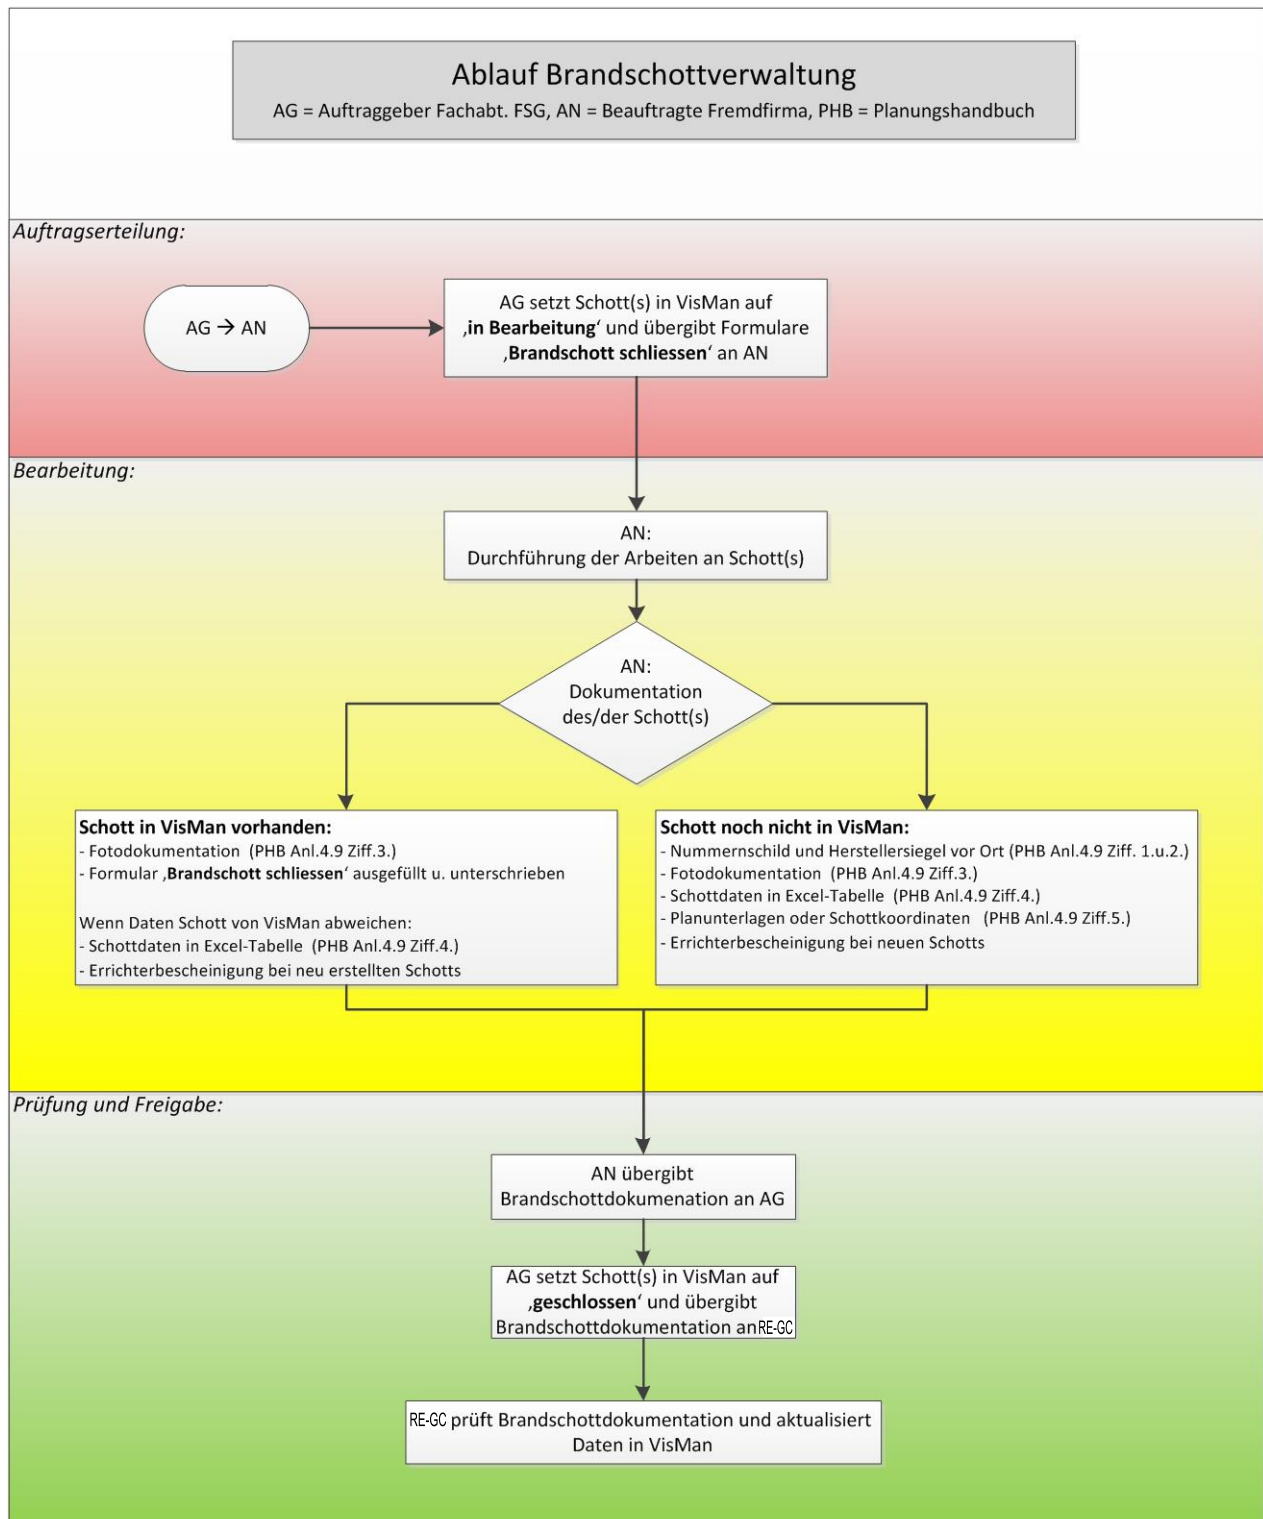 Ablauf Brandschottverwaltung
AG = Auftraggeber Fachabt. FSG, AN = Beauftragte Fremdfirma, PHB = Planungshandbuch
Auftragserteilung:
AG → AN
AG setzt Schott(s) in VisMan auf
‚in Bearbeitung‘ und übergibt Formulare
‚Brandschott schliessen‘ an AN
Bearbeitung:
AN:
Durchführung der Arbeiten an Schott(s)
AN:
Dokumentation
des/der Schott(s)
Schott in VisMan vorhanden:
- Fotodokumentation (PHB Anl.4.9 Ziff.3.)
- Formular ‚Brandschott schliessen‘ ausgefüllt u. unterschrieben
Wenn Daten Schott von VisMan abweichen:
- Schottdaten in Excel-Tabelle (PHB Anl.4.9 Ziff.4.)
- Errichterbescheinigung bei neu erstellten Schotts
Schott noch nicht in VisMan:
- Nummernschild und Herstellersiegel vor Ort (PHB Anl.4.9 Ziff. 1.u.2.)
- Fotodokumentation (PHB Anl.4.9 Ziff.3.)
- Schottdaten in Excel-Tabelle (PHB Anl.4.9 Ziff.4.)
- Planunterlagen oder Schottkoordinaten (PHB Anl.4.9 Ziff.5.)
- Errichterbescheinigung bei neuen Schotts
Prüfung und Freigabe:
AN übergibt
Brandschottdokumenation an AG
AG setzt Schott(s) in VisMan auf
‚geschlossen‘ und übergibt
Brandschottdokumentation an RE-GC
RE-GC prüft Brandschottdokumentation und aktualisiert
Daten in VisMan